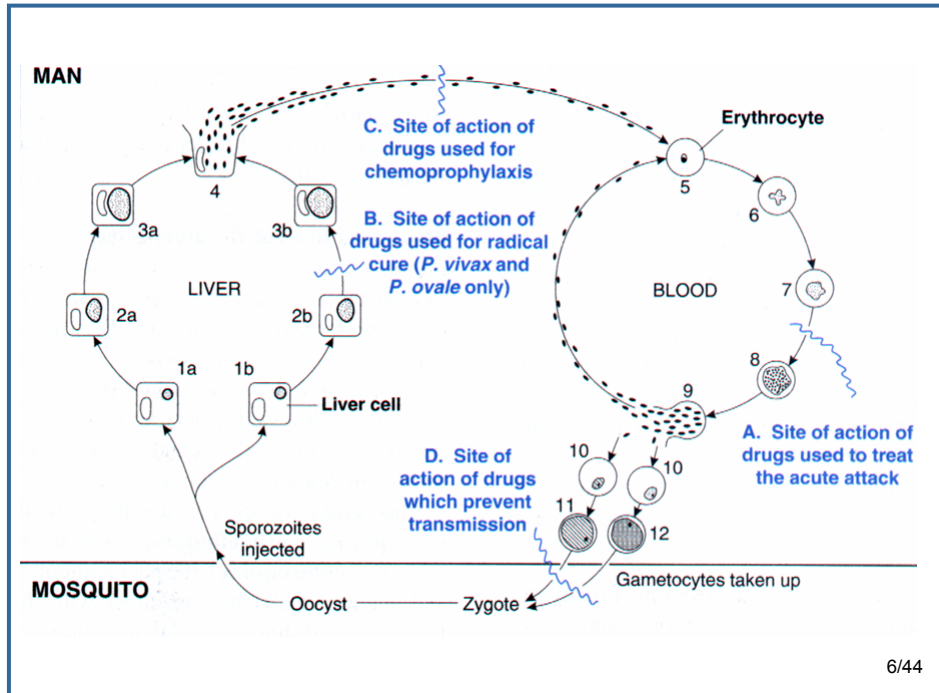 MAN
C. Site of action of
drugs used for
chemoprophylaxis
Erythrocyte
4
5
6
3a
3b
B. Site of action of
drugs used for radical
cure (P. vivax and
P. ovale only)
LIVER
BLOOD
7
2a
2b
8
1a
1b
9
Liver cell
A. Site of action of
drugs used to treat
the acute attack
D. Site of
action of drugs
which prevent
transmission
10
10
11
12
Sporozoites
injected
Gametocytes taken up
MOSQUITO
Oocyst
Zygote
6/44